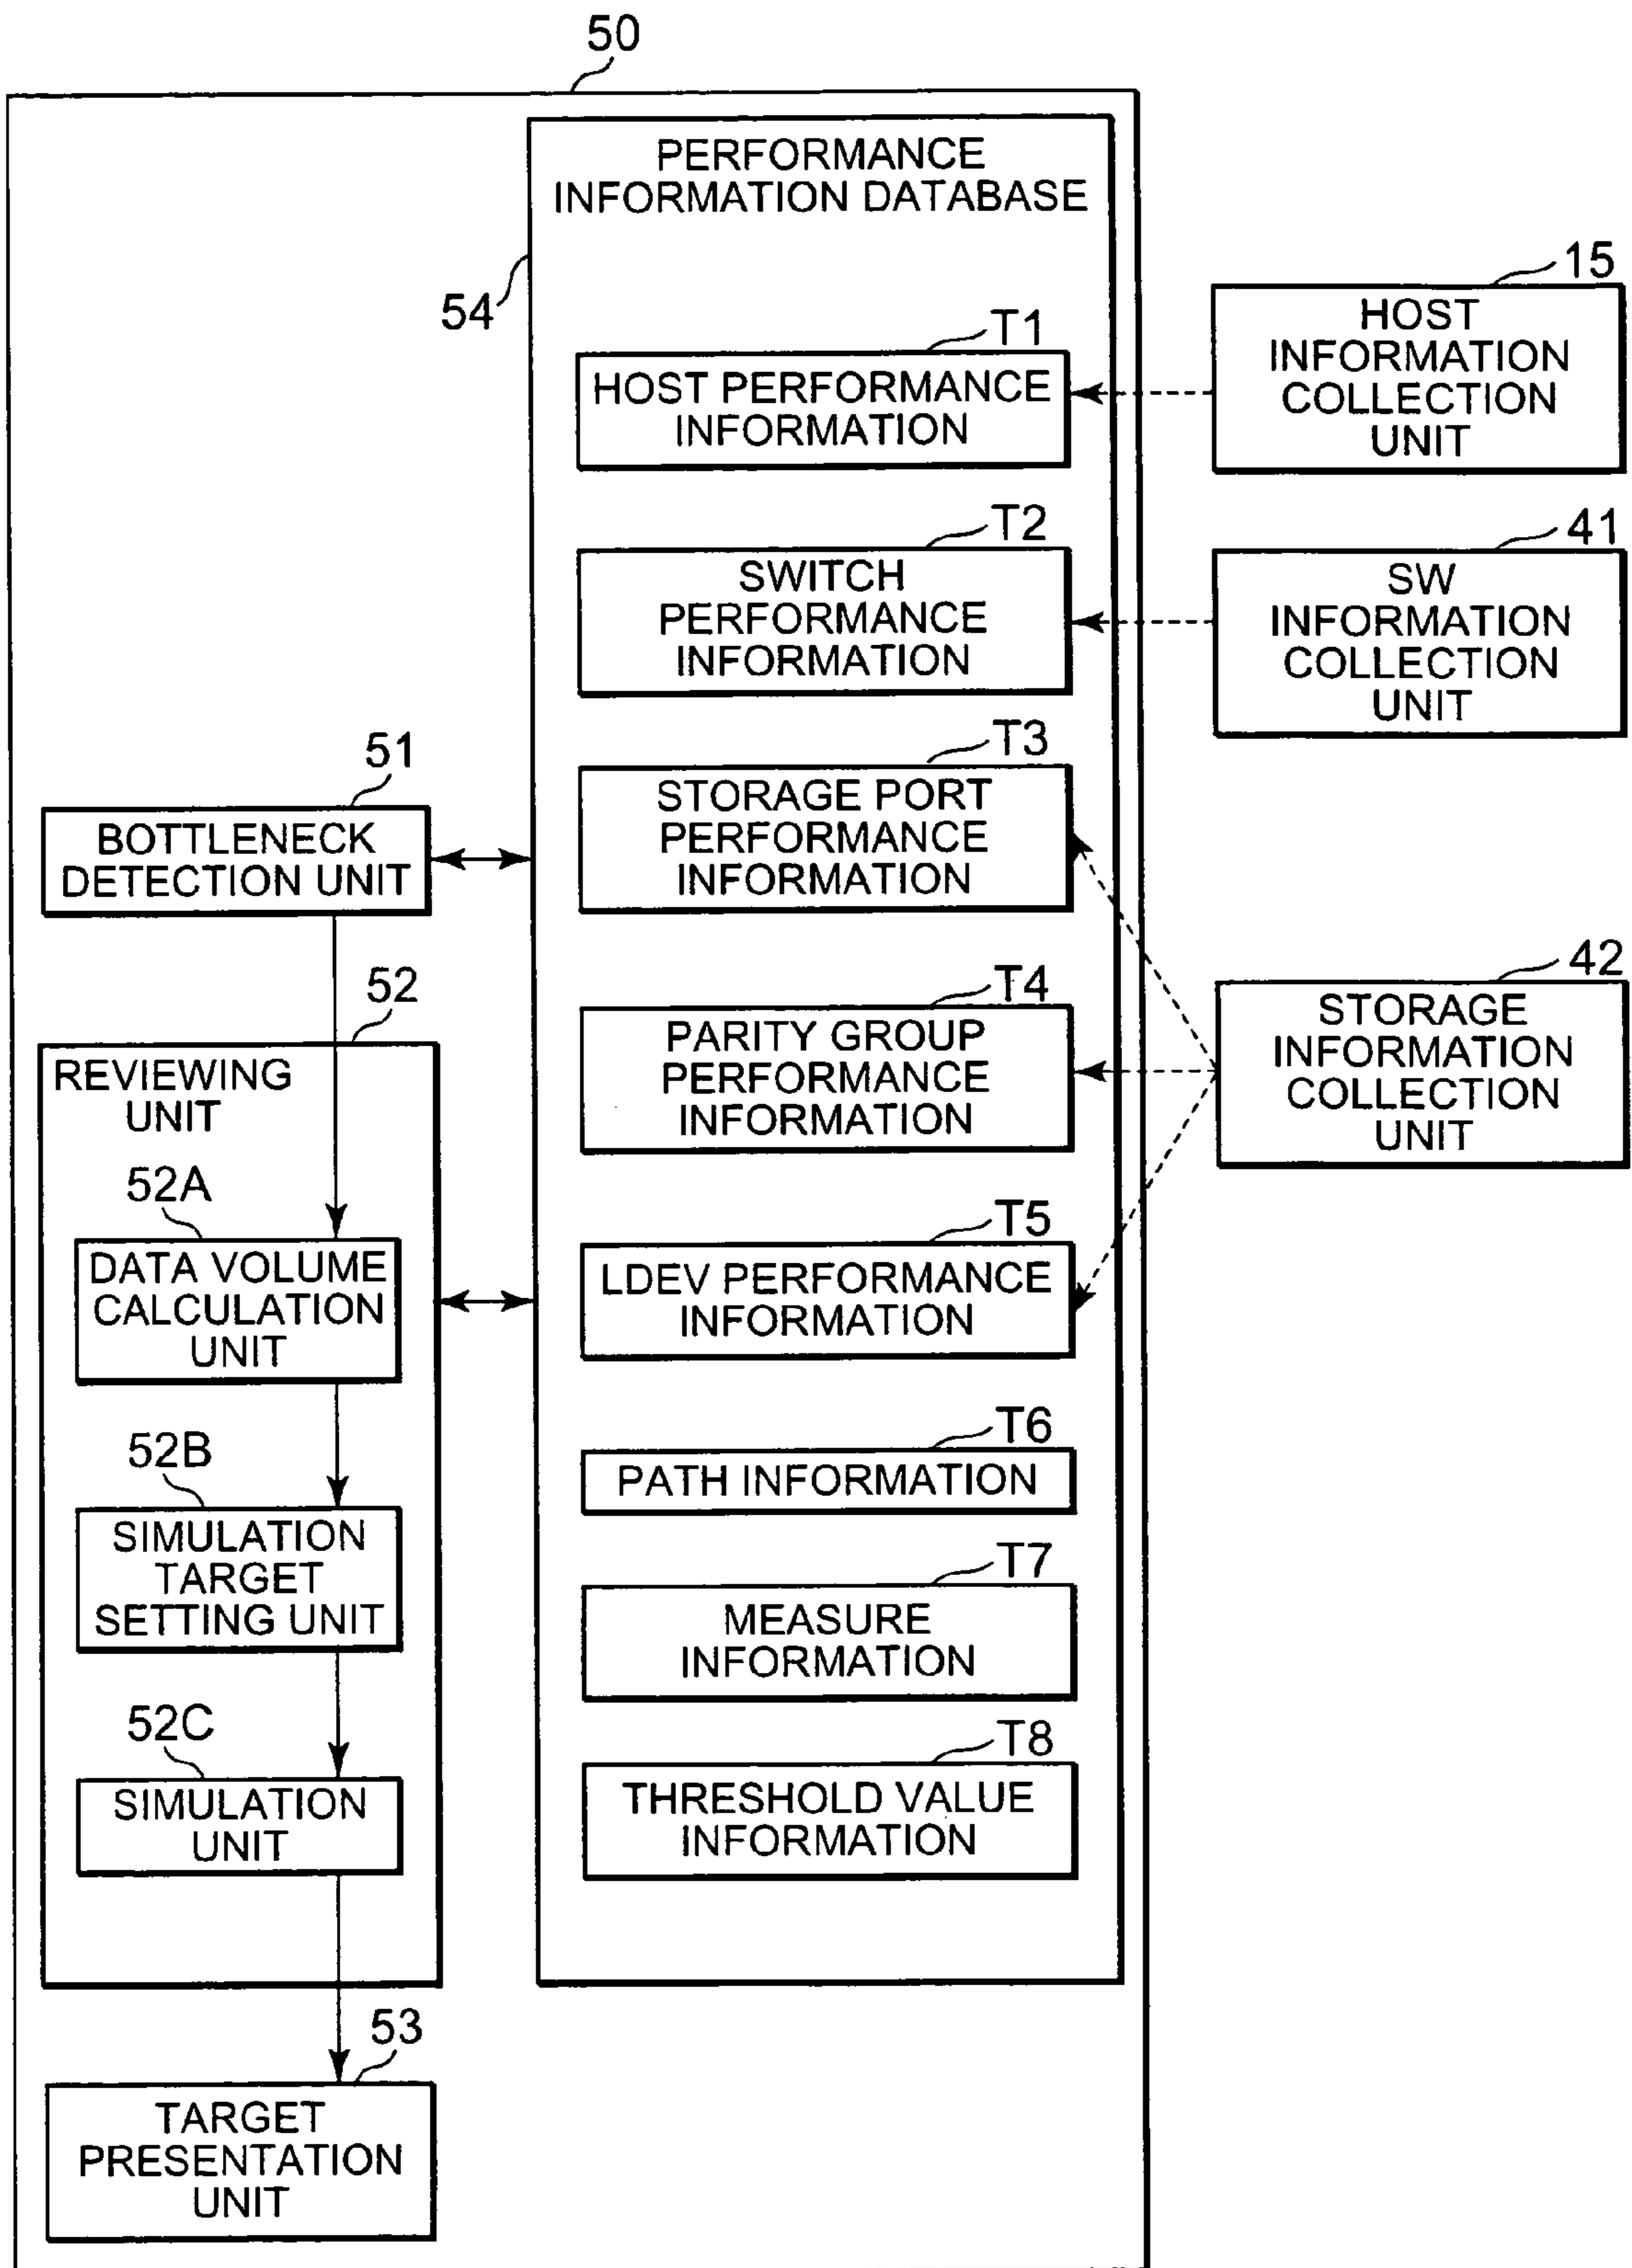 50
PERFORMANCE
INFORMATION DATABASE
54
T1
HOST PERFORMANCE
INFORMATION
15
HOST
INFORMATION
COLLECTION
UNIT
T2
SWITCH
PERFORMANCE
INFORMATION
41
SW
INFORMATION
COLLECTION
UNIT
T3
STORAGE PORT
PERFORMANCE
INFORMATION
51
BOTTLENECK
DETECTION UNIT
T4
PARITY GROUP
PERFORMANCE
INFORMATION
42
STORAGE
INFORMATION
COLLECTION
UNIT
52
REVIEWING
UNIT
52A
DATA VOLUME
CALCULATION
UNIT
T5
LDEV PERFORMANCE
INFORMATION
T6
PATH INFORMATION
52B
SIMULATION
TARGET
SETTING UNIT
T7
MEASURE
INFORMATION
52C
SIMULATION
UNIT
T8
THRESHOLD VALUE
INFORMATION
53
TARGET
PRESENTATION
UNIT